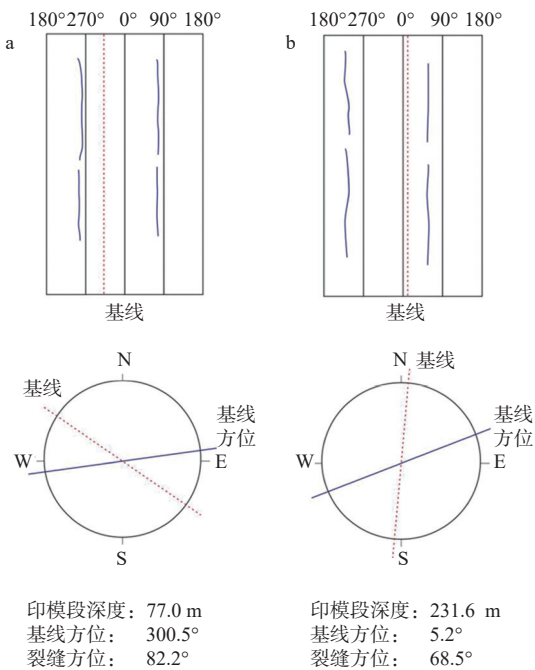 a
180°270° 0° 90° 180°
基线
N
基线
基线
方位
W
E
S
印模段深度：77.0 m
基线方位： 300.5°
裂缝方位： 82.2°
b
180°270° 0° 90° 180°
基线
N
基线
基线
方位
W
E
S
印模段深度：231.6 m
基线方位： 5.2°
裂缝方位： 68.5°